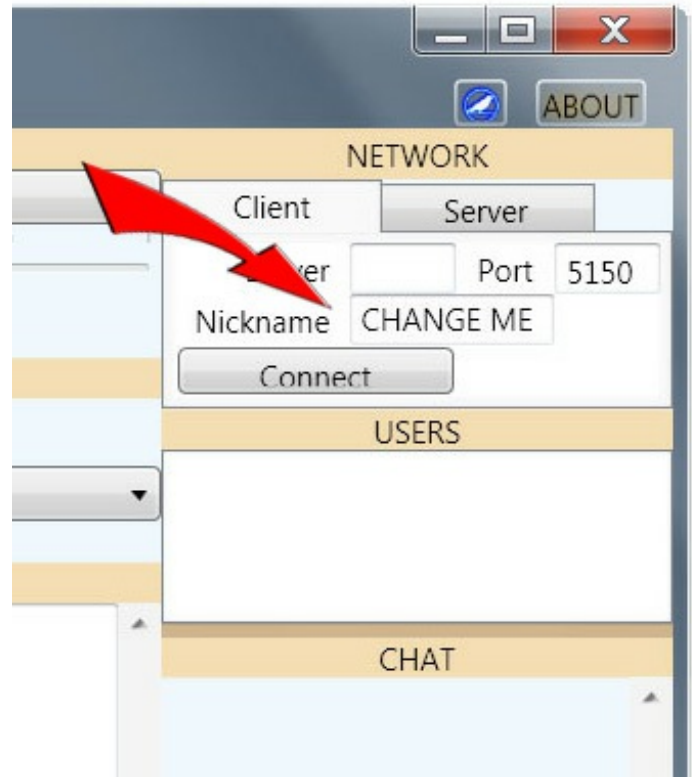 ABOUT
NETWORK
Client Server
Port 5150
Nickname CHANGE ME
Connect
USERS
CHAT